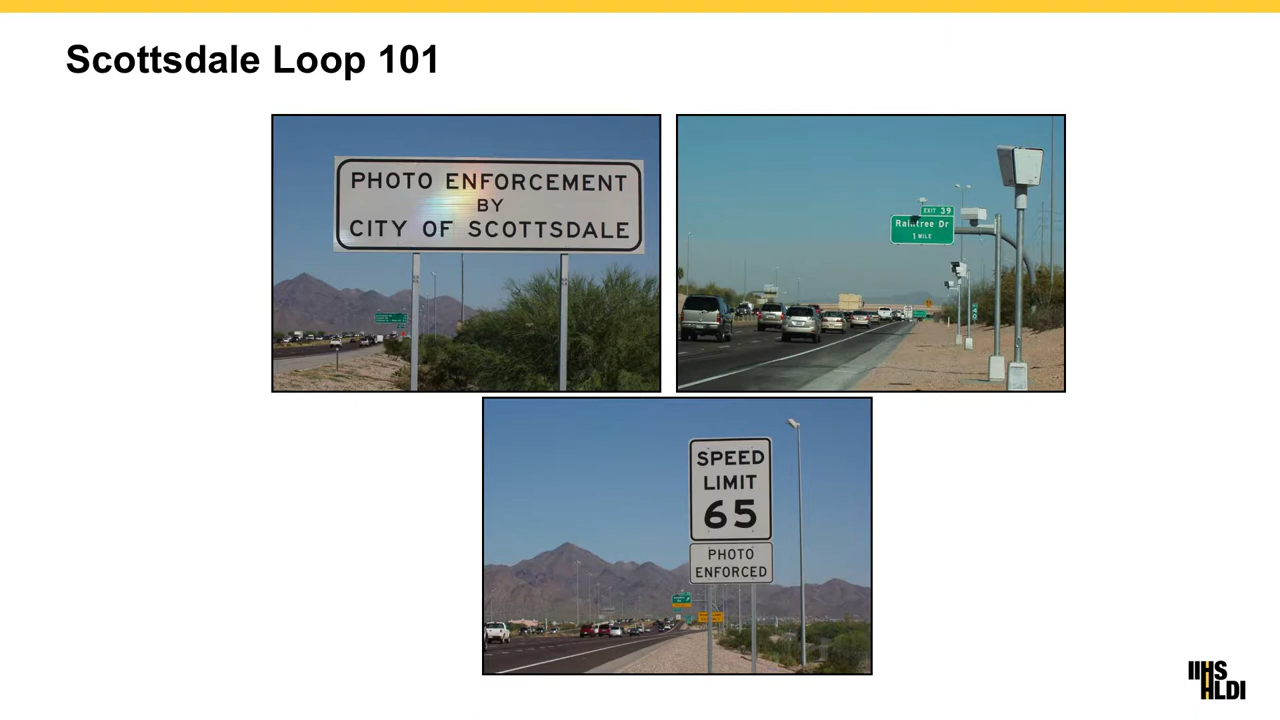 Scottsdale Loop 101
PHOTO ENFORCEMENT
BY
CITY OF SCOTTSDALE
EXIT 39
Raintree Dr
1 MILE
SPEED
LIMIT
65
PHOTO
ENFORCED
IIHS
HLDI